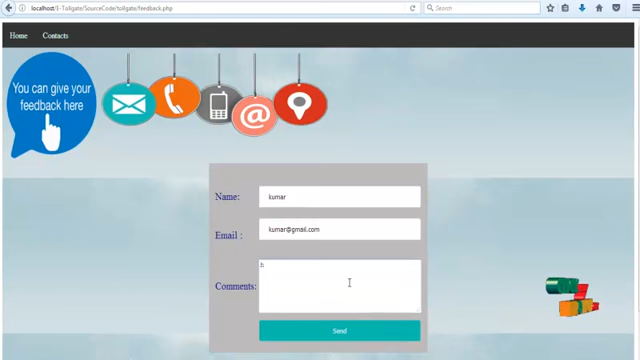 localhost/E-Tollgate/SourceCode/tollgate/feedback.php
Search
Home Contacts
You can give your
feedback here
@
Name: kumar
Email : kumar@gmail.com
Comments: h
Send